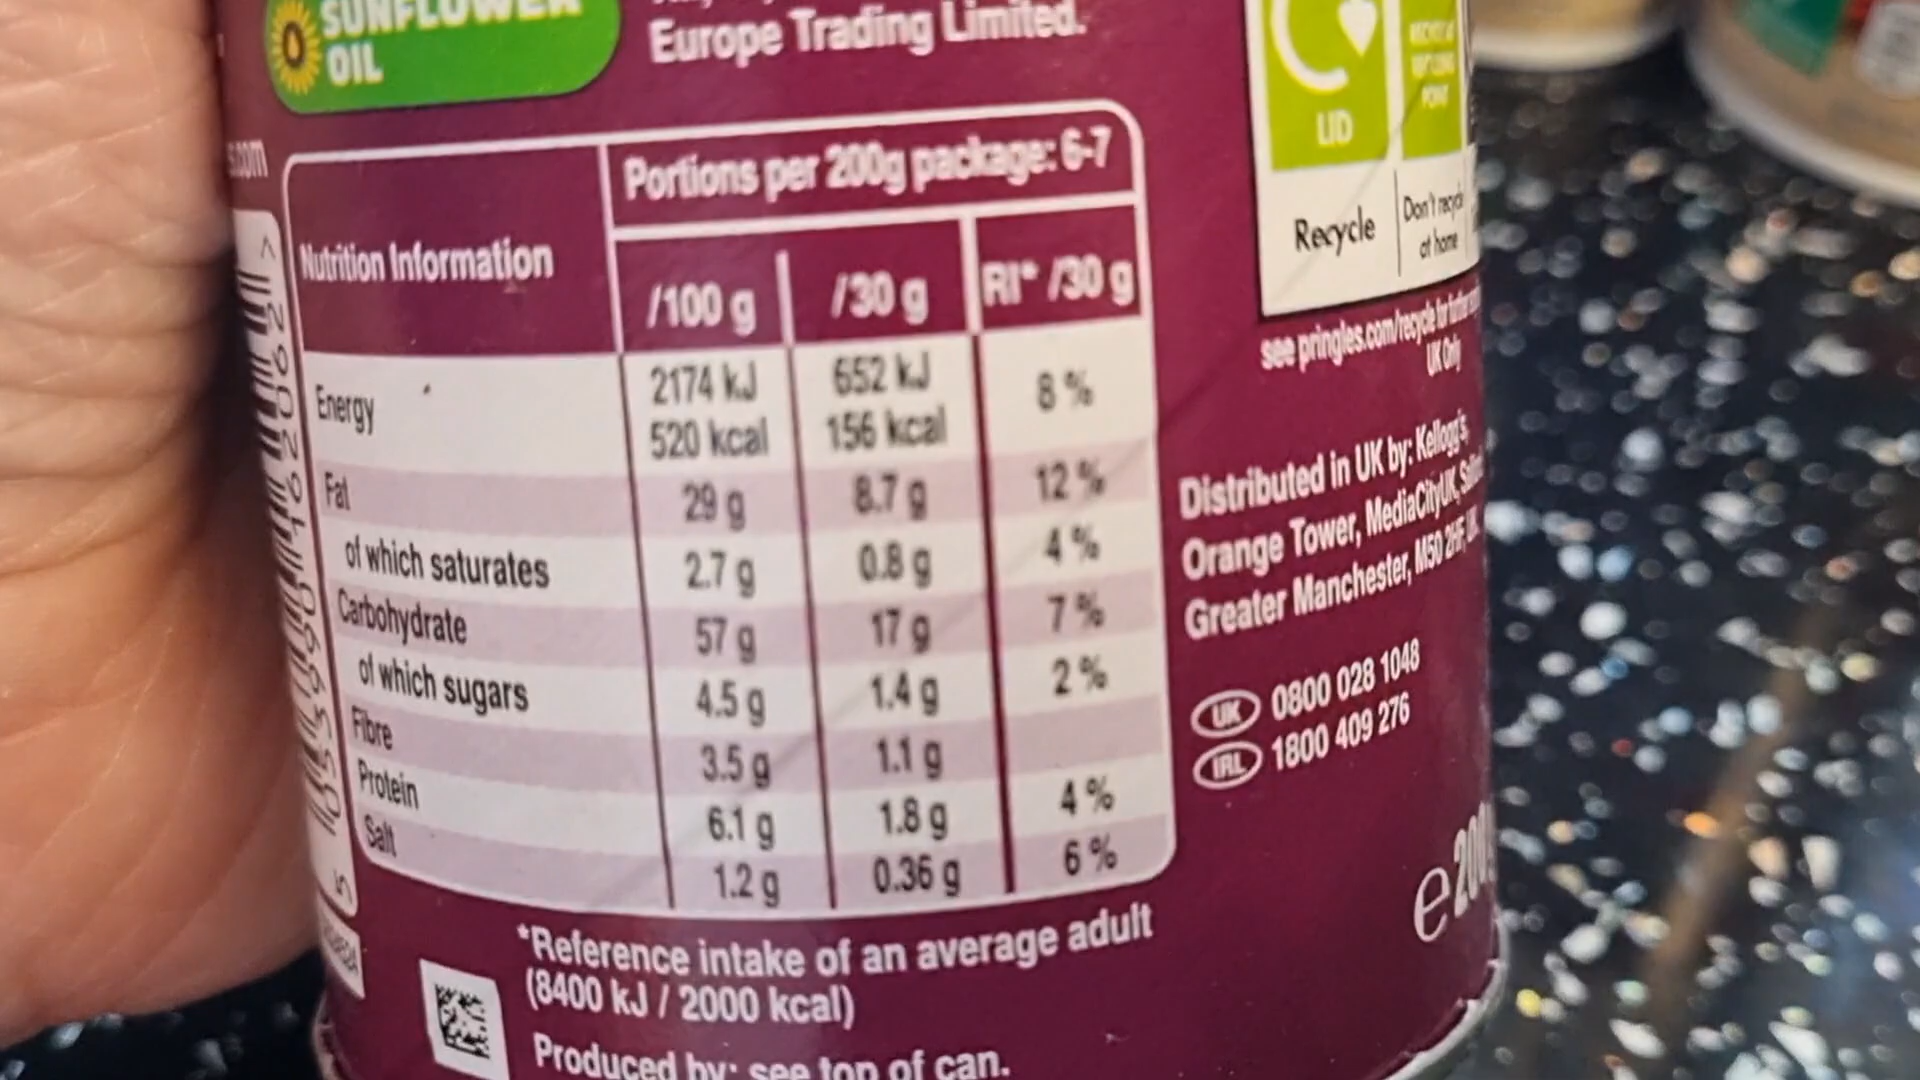 SUNFLOWER
OIL
Europe Trading Limited.
s.com
Portions per 200g package: 6-7
Nutrition Information
/100 g /30 g RI* /30 g
Energy 2174 kJ 652 kJ 8 %
520 kcal 156 kcal
Fat 29 g 8.7 g 12 %
of which saturates 2.7 g 0.8 g 4 %
Carbohydrate 57 g 17 g 7 %
of which sugars 4.5 g 1.4 g 2 %
Fibre 3.5 g 1.1 g
Protein 6.1 g 1.8 g 4 %
Salt 1.2 g 0.36 g 6 %
*Reference intake of an average adult
(8400 kJ / 2000 kcal)
Produced by: see top of can.
LID
POINT
Recycle
Don't recycle
at home
see pringles.com/recycle for further
UK Only
Distributed in UK by: Kellogg's,
Orange Tower, MediaCityUK,
Greater Manchester, M50 2HF, UK.
UK 0800 028 1048
IRL 1800 409 276
e 200